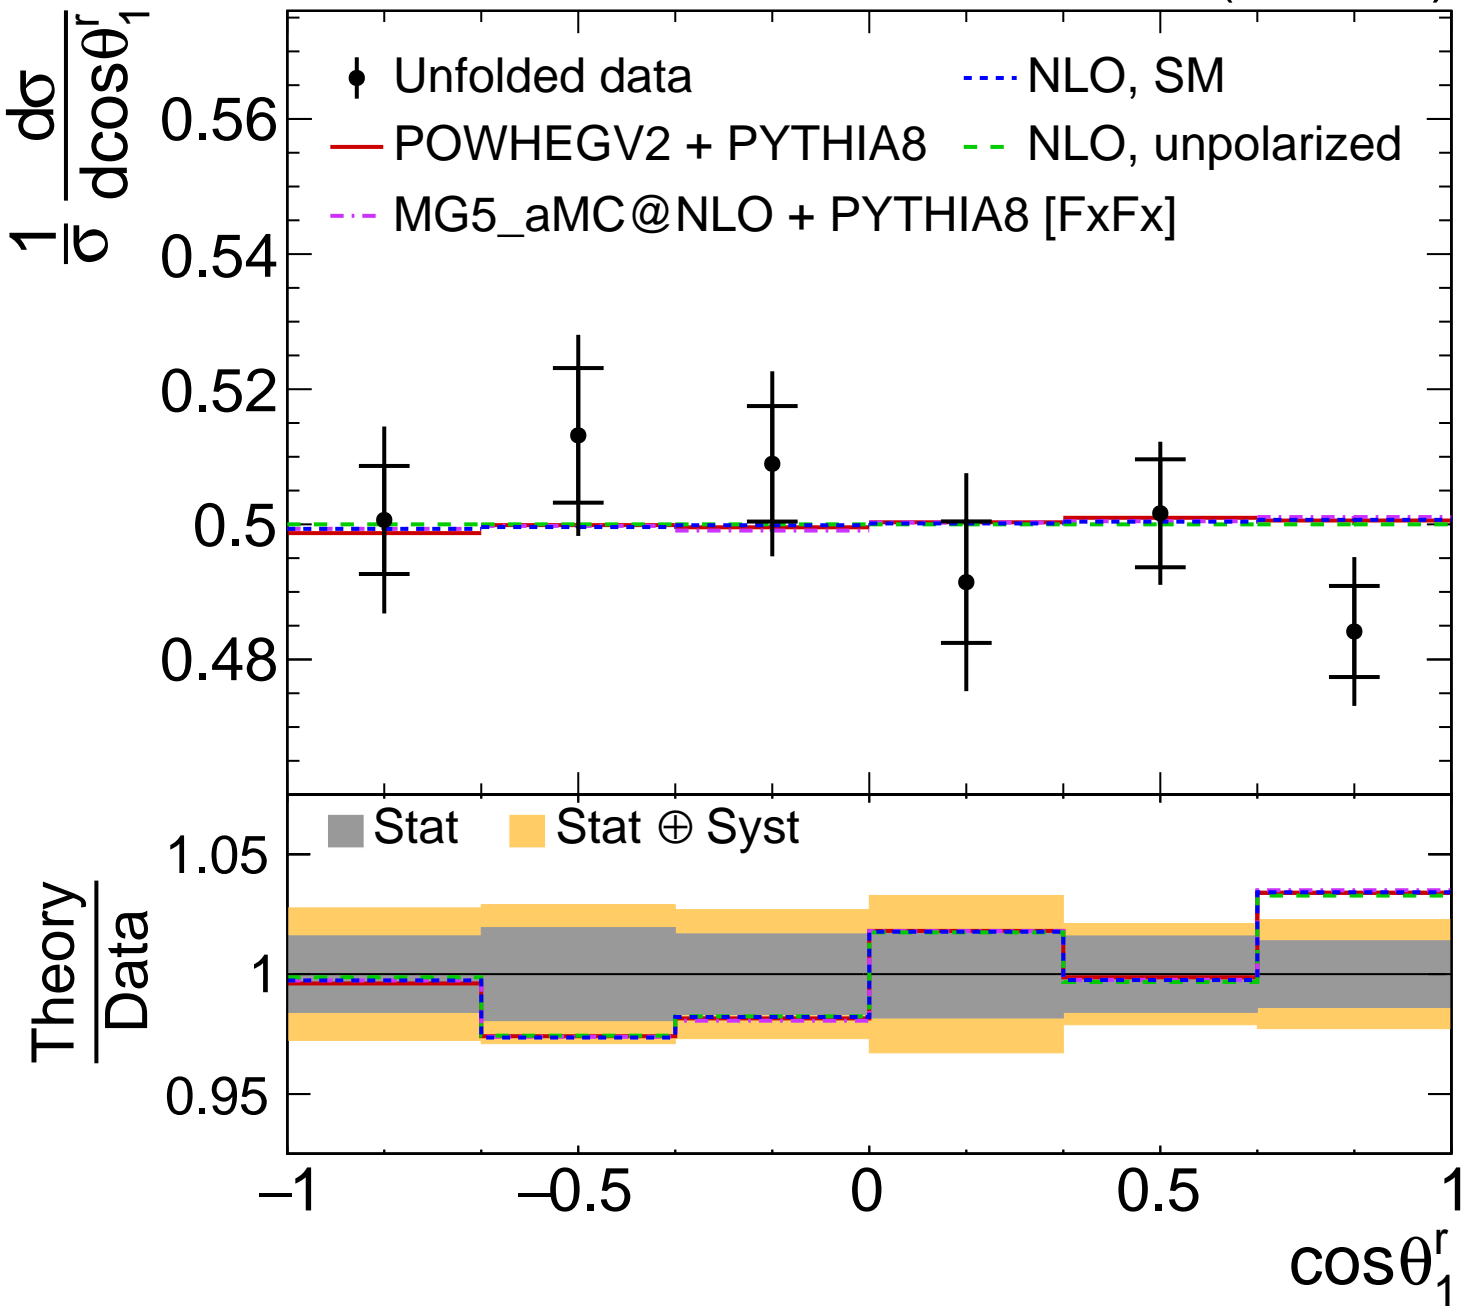 1/σ dσ/dcosθ₁ʳ
Unfolded data
NLO, SM
POWHEGV2 + PYTHIA8
NLO, unpolarized
MG5_aMC@NLO + PYTHIA8 [FxFx]
0.56
0.54
0.52
0.5
0.48
Stat
Stat ⊕ Syst
Theory/Data
1.05
1
0.95
–1 –0.5 0 0.5 1
cosθ₁ʳ